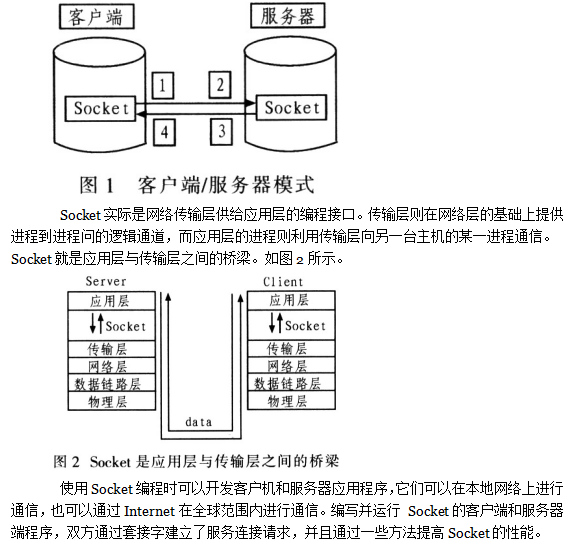 客户端
服务器
1
2
Socket
Socket
4
3
图 1 客户端/服务器模式
Socket 实际是网络传输层供给应用层的编程接口。传输层则在网络层的基础上提供
进程到进程问的逻辑通道，而应用层的进程则利用传输层向另一台主机的某一进程通信。
Socket 就是应用层与传输层之间的桥梁。如图 2 所示。
Server
Client
应用层
应用层
Socket
Socket
传输层
传输层
网络层
网络层
数据链路层
数据链路层
物理层
物理层
data
图 2 Socket 是应用层与传输层之间的桥梁
使用 Socket 编程时可以开发客户机和服务器应用程序，它们可以在本地网络上进行
通信，也可以通过 Internet 在全球范围内进行通信。编写并运行 Socket 的客户端和服务器
端程序，双方通过套接字建立了服务连接请求，并且通过一些方法提高 Socket 的性能。